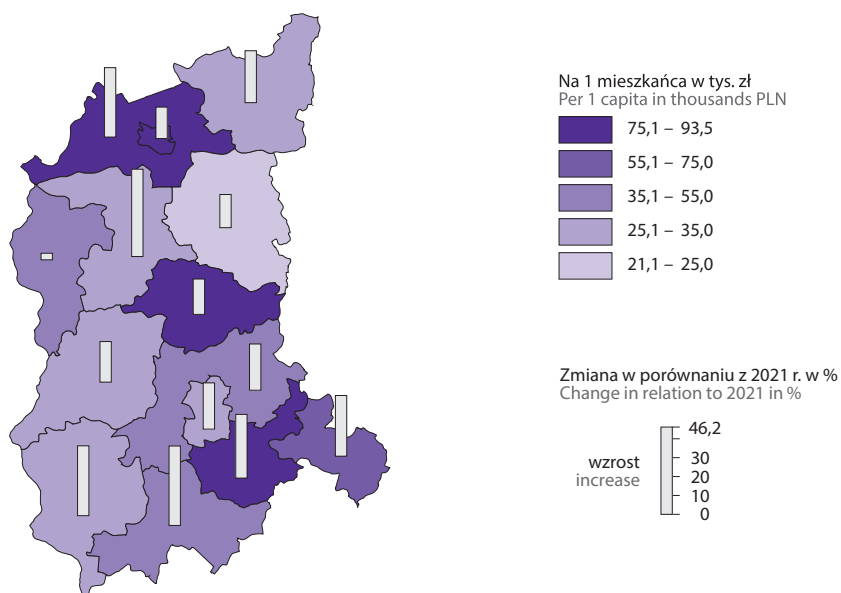 Na 1 mieszkańca w tys. zł
Per 1 capita in thousands PLN
75,1 – 93,5
55,1 – 75,0
35,1 – 55,0
25,1 – 35,0
21,1 – 25,0
Zmiana w porównaniu z 2021 r. w %
Change in relation to 2021 in %
wzrost
increase
46,2
30
20
10
0